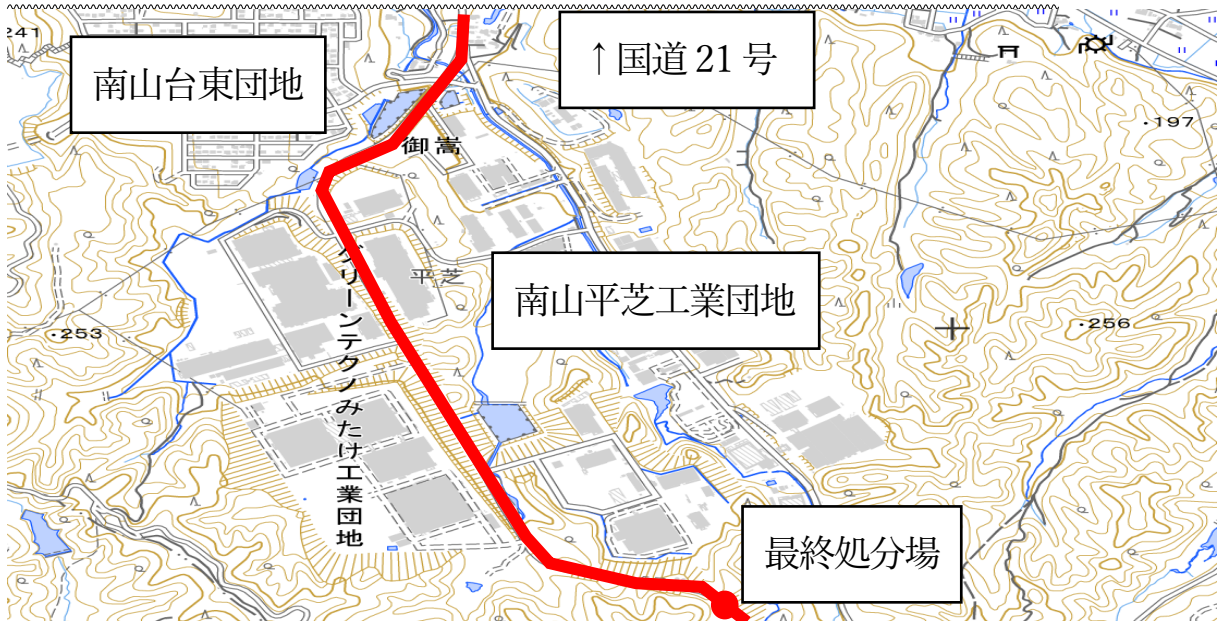 241
南山台東団地
↑国道 21 号
・197
御嵩
平芝
グリーンテクノみたけ工業団地
南山平芝工業団地
・253
・256
最終処分場